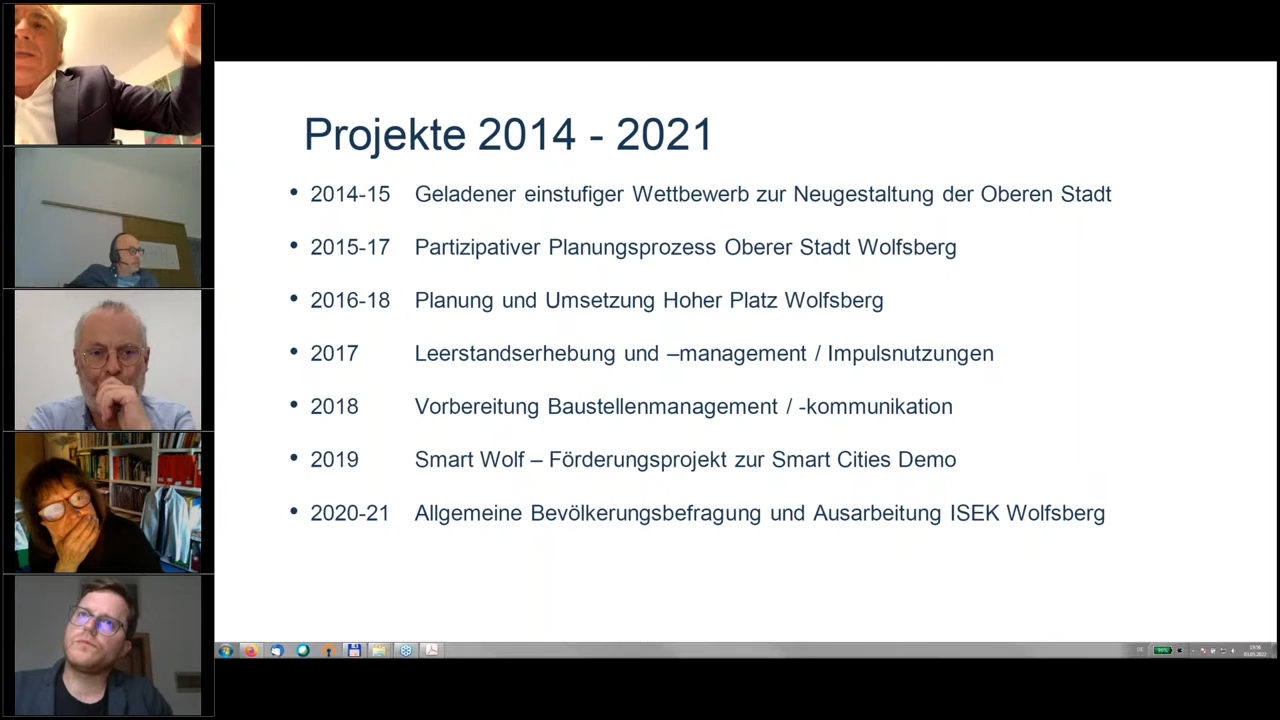 Projekte 2014 - 2021
• 2014-15 Geladener einstufiger Wettbewerb zur Neugestaltung der Oberen Stadt
• 2015-17 Partizipativer Planungsprozess Oberer Stadt Wolfsberg
• 2016-18 Planung und Umsetzung Hoher Platz Wolfsberg
• 2017 Leerstandserhebung und –management / Impulsnutzungen
• 2018 Vorbereitung Baustellenmanagement / -kommunikation
• 2019 Smart Wolf – Förderungsprojekt zur Smart Cities Demo
• 2020-21 Allgemeine Bevölkerungsbefragung und Ausarbeitung ISEK Wolfsberg
DE